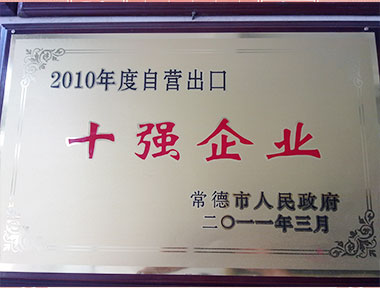 2010年度自营出口
十强企业
常德市人民政府
二〇一一年三月